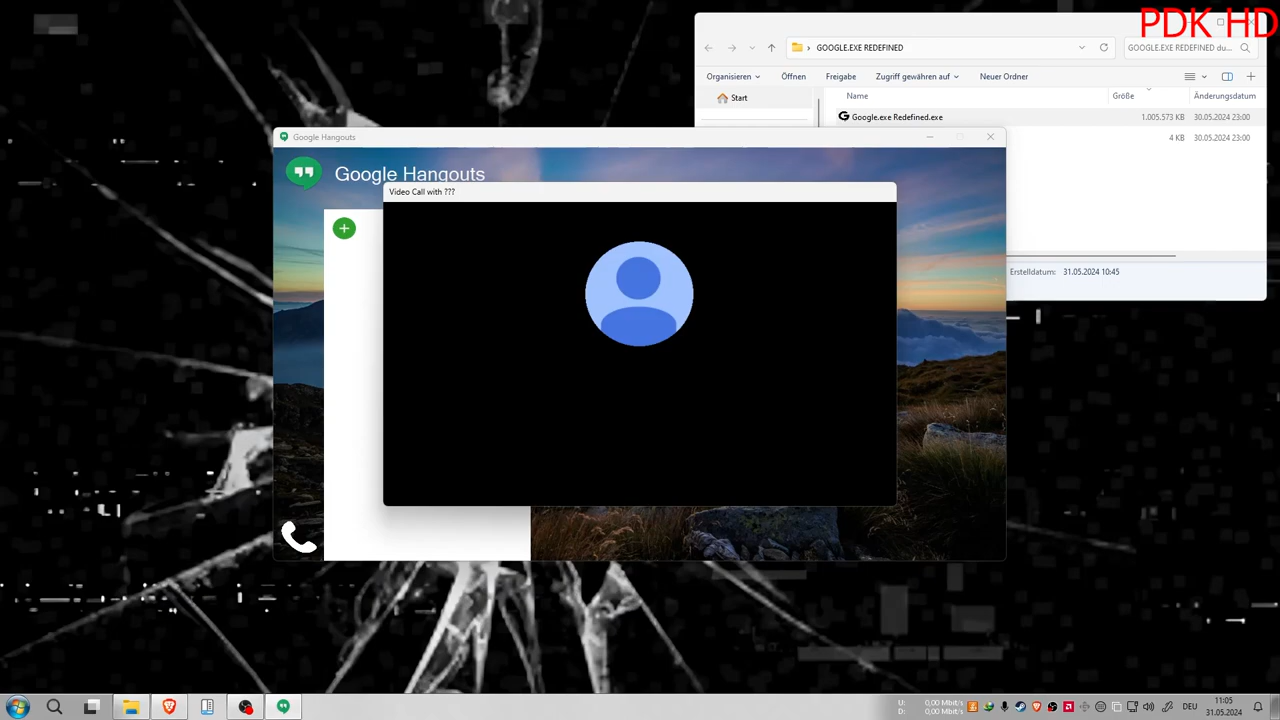 PDK HD
GOOGLE.EXE REDEFINED
GOOGLE.EXE REDEFINED du...
Organisieren
Öffnen
Freigabe
Zugriff gewähren auf
Neuer Ordner
Start
Name
Größe
Änderungsdatum
Google.exe Redefined.exe
1.005.573 KB
30.05.2024 23:00
4 KB
30.05.2024 23:00
Erstelldatum:
31.05.2024 10:45
Google Hangouts
Google Hangouts
Video Call with ???
U: 0,00 Mbit/s
D: 0,00 Mbit/s
DEU
11:05
31.05.2024